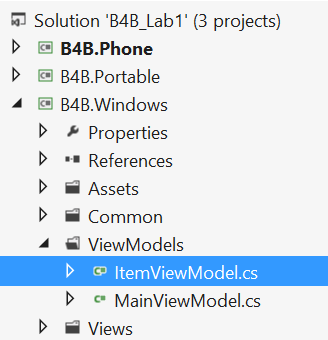 Solution 'B4B_Lab1' (3 projects)
B4B.Phone
B4B.Portable
B4B.Windows
Properties
References
Assets
Common
ViewModels
ItemViewModel.cs
MainViewModel.cs
Views